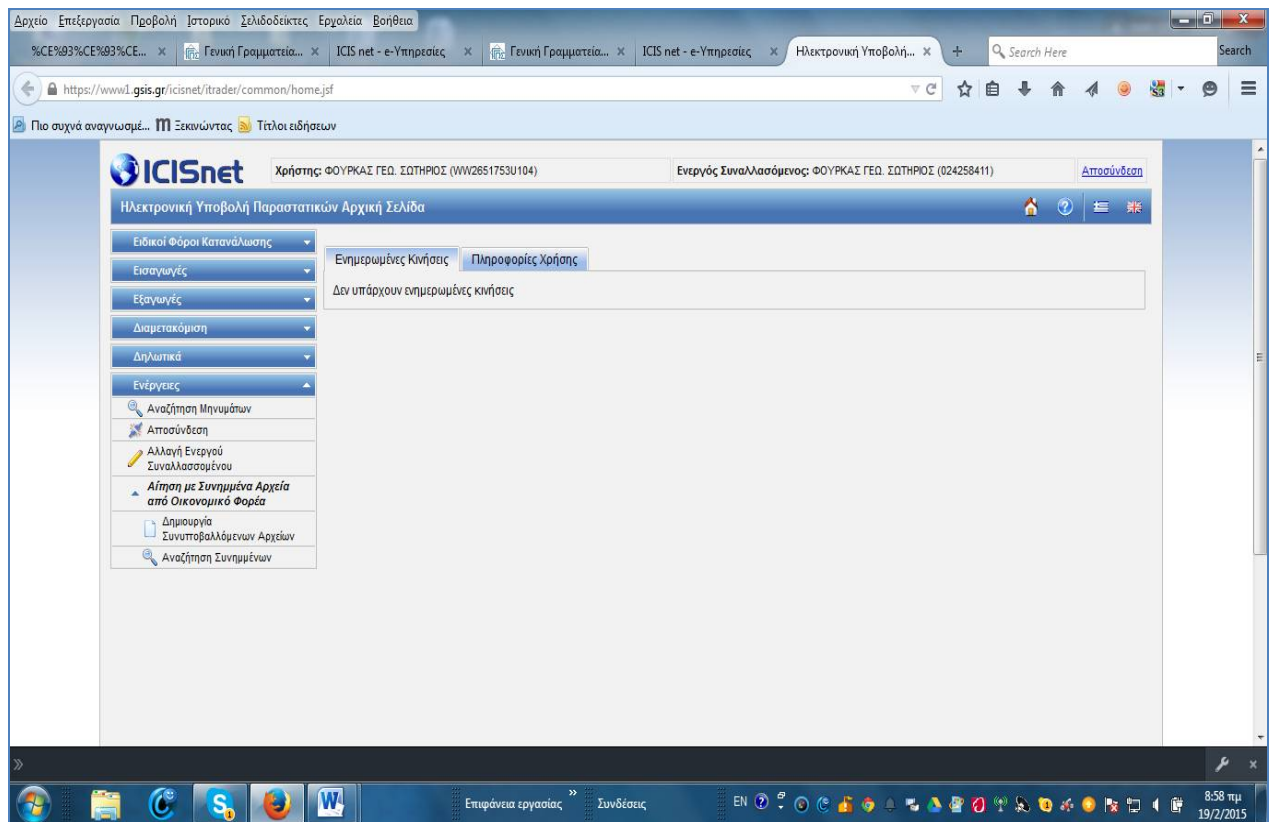 Αρχείο Επεξεργασία Προβολή Ιστορικό Σελιδοδείκτες Εργαλεία Βοήθεια
%CE%93%CE%93%CE... Γενική Γραμματεία... ICIS net - e-Υπηρεσίες Γενική Γραμματεία... ICIS net - e-Υπηρεσίες Ηλεκτρονική Υποβολή... Search Here Search
https://www1.gsis.gr/icisnet/itrader/common/home.jsf
Πιο συχνά αναγνωσμέ... Ξεκινώντας Τίτλοι ειδήσεων
ICISnet Χρήστης: ΦΟΥΡΚΑΣ ΓΕΩ. ΣΩΤΗΡΙΟΣ (WW2651753U104) Ενεργός Συναλλασόμενος: ΦΟΥΡΚΑΣ ΓΕΩ. ΣΩΤΗΡΙΟΣ (024258411) Αποσύνδεση
Ηλεκτρονική Υποβολή Παραστατικών Αρχική Σελίδα
Ειδικοί Φόροι Κατανάλωσης
Εισαγωγές
Εξαγωγές
Διαμετακόμιση
Δηλωτικά
Ενέργειες
Αναζήτηση Μηνυμάτων
Αποσύνδεση
Αλλαγή Ενεργού
Συναλλασσομένου
Αίτηση με Συνημμένα Αρχεία
από Οικονομικό Φορέα
Δημιουργία
Συνυποβαλλόμενων Αρχείων
Αναζήτηση Συνημμένων
Ενημερωμένες Κινήσεις Πληροφορίες Χρήσης
Δεν υπάρχουν ενημερωμένες κινήσεις
Επιφάνεια εργασίας Συνδέσεις EN 8:58 πμ
19/2/2015